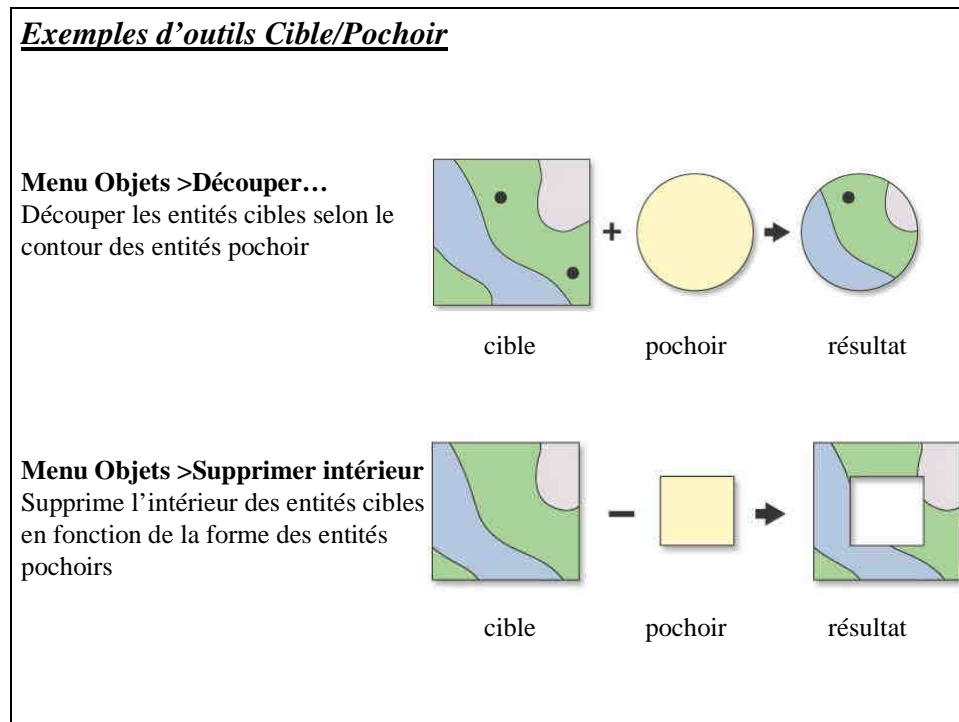 Exemples d'outils Cible/Pochoir
Menu Objets >Découper…
Découper les entités cibles selon le
contour des entités pochoir
cible pochoir résultat
Menu Objets >Supprimer intérieur
Supprime l'intérieur des entités cibles
en fonction de la forme des entités
pochoirs
cible pochoir résultat